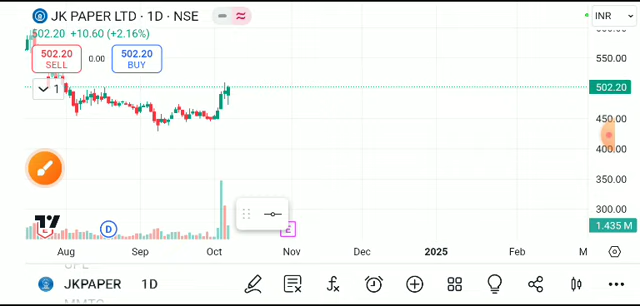 JK PAPER LTD · 1D · NSE
INR
502.20 +10.60 (+2.16%)
550.00
502.20 SELL
0.00
502.20 BUY
502.20
1
450.00
400.00
350.00
300.00
D
E
E
1.435 M
Aug Sep Oct Nov Dec 2025 Feb M
JKPAPER 1D